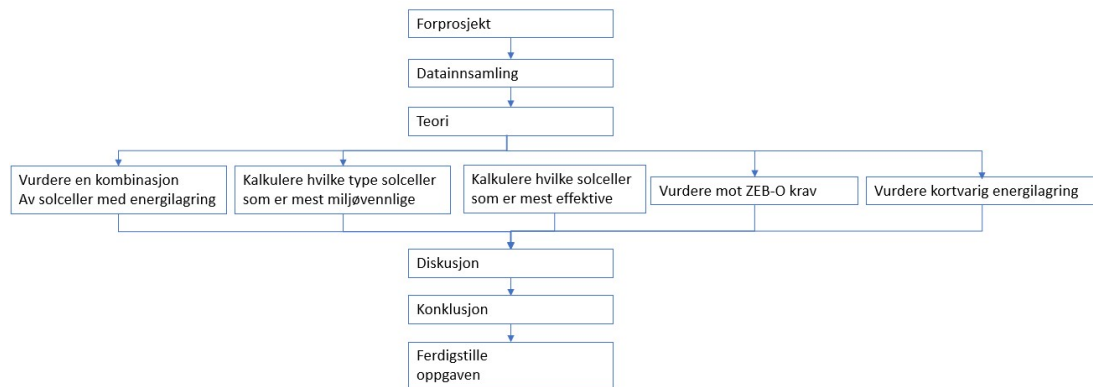 Forprosjekt
Datainnsamling
Teori
Vurdere en kombinasjon
Av solceller med energilagring
Kalkulere hvilke type solceller
som er mest miljøvennlige
Kalkulere hvilke solceller
som er mest effektive
Vurdere mot ZEB-O krav
Vurdere kortvarig energilagring
Diskusjon
Konklusjon
Ferdigstille
oppgaven